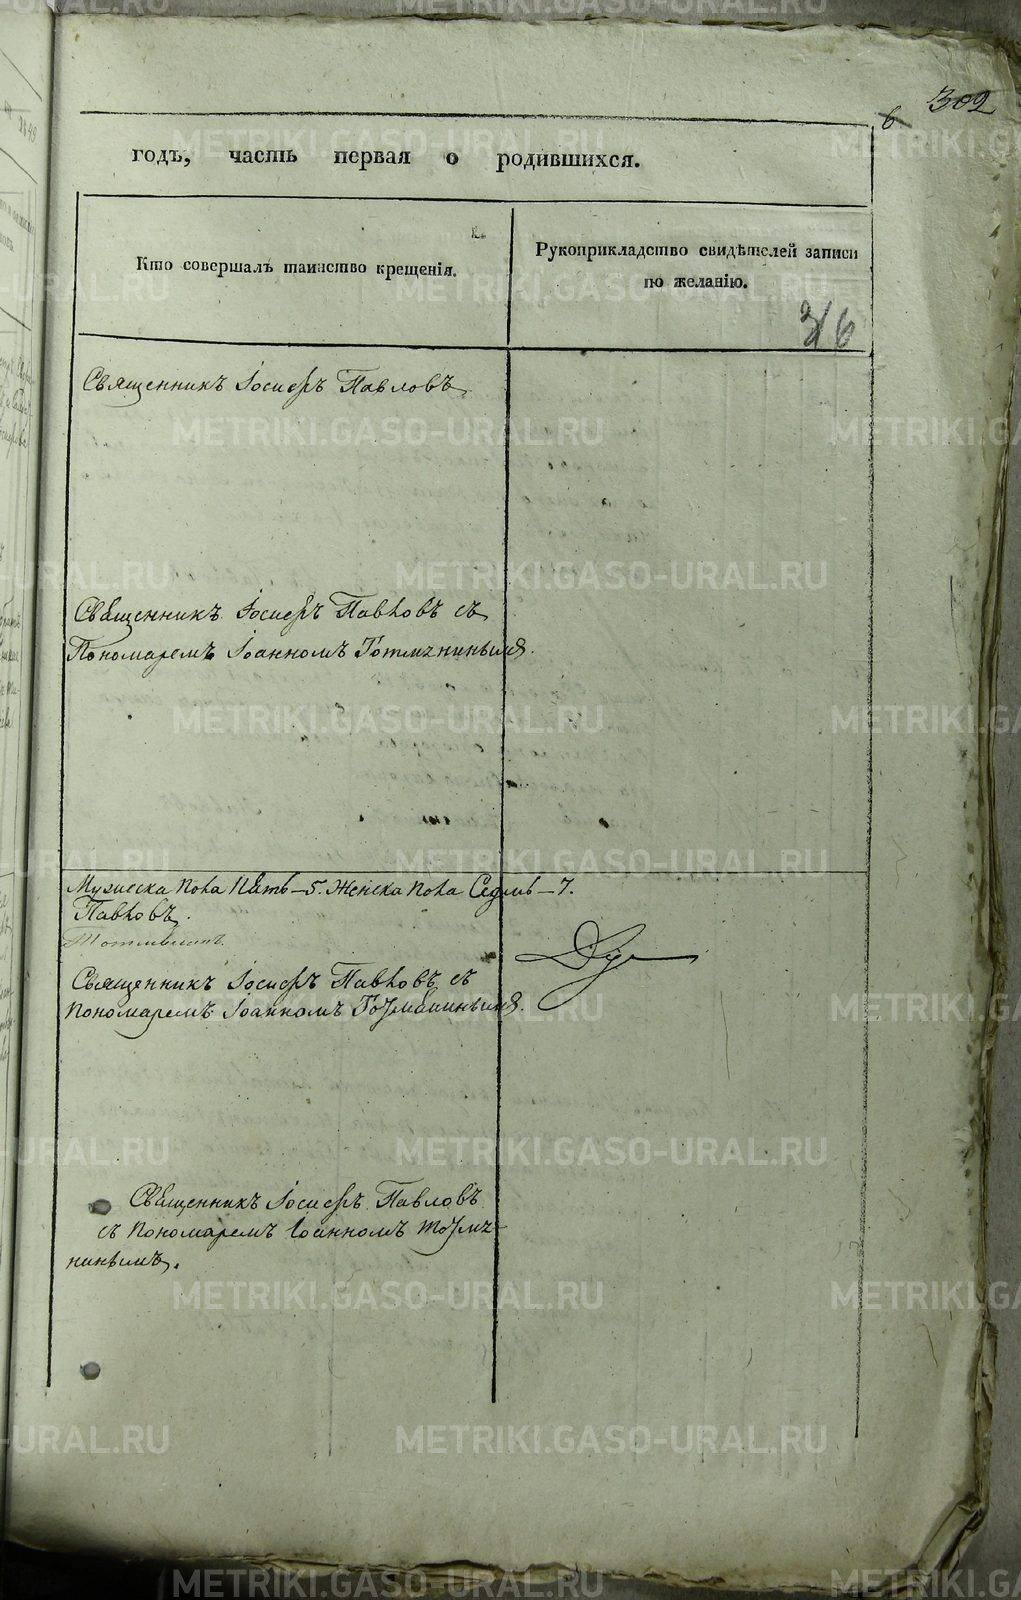 302
6
годъ, часть первая о родившихся.
Кто совершалъ таинство крещенія.
Рукоприкладство свидѣтелей записи
по желанію.
36
Священникъ Іосифъ Павловъ
Священникъ Іосифъ Павловъ съ
Пономаремъ Іоанномъ
Мужеска пола пять – 5. Женска пола Седмь – 7.
Павловъ.
Священникъ Іосифъ Павловъ съ
пономаремъ Іоанномъ
Священникъ Іосифъ Павловъ
съ пономаремъ Іоанномъ
METRIKI.GASO-URAL.RU